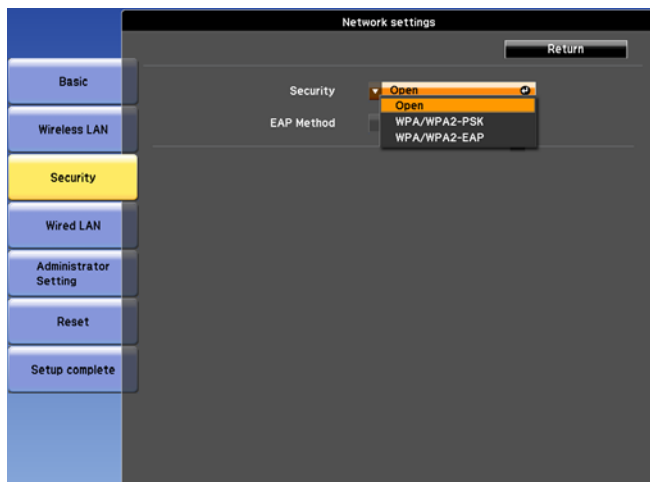 Network settings
Return
Basic
Wireless LAN
Security
Wired LAN
Administrator
Setting
Reset
Setup complete
Security
Open
Open
WPA/WPA2-PSK
WPA/WPA2-EAP
EAP Method